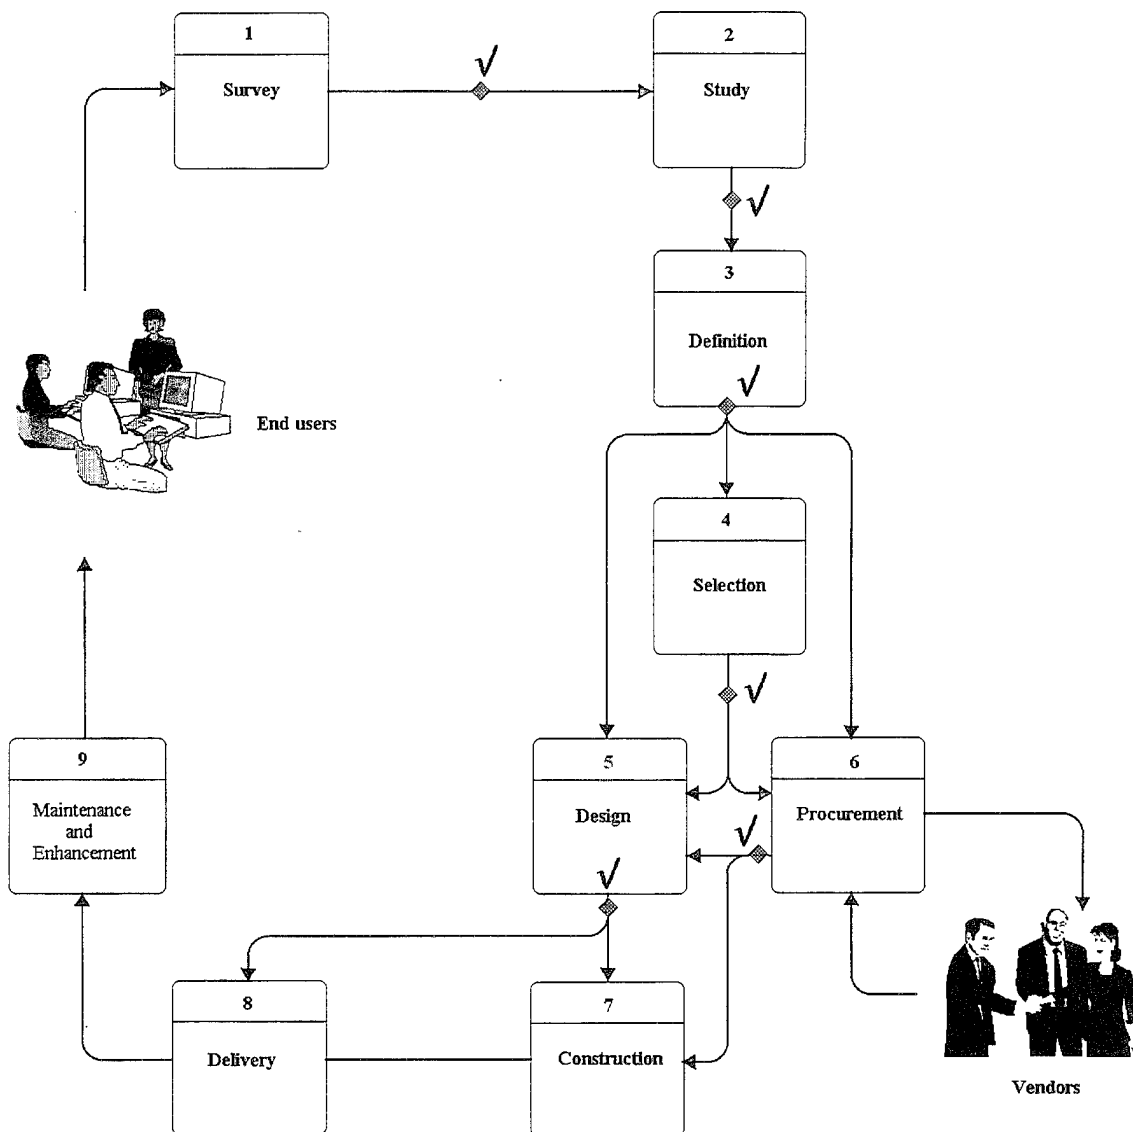 1
Survey
√
2
Study
√
3
Definition
√
End users
4
Selection
√
5
Design
√
6
Procurement
√
9
Maintenance
and
Enhancement
8
Delivery
7
Construction
Vendors